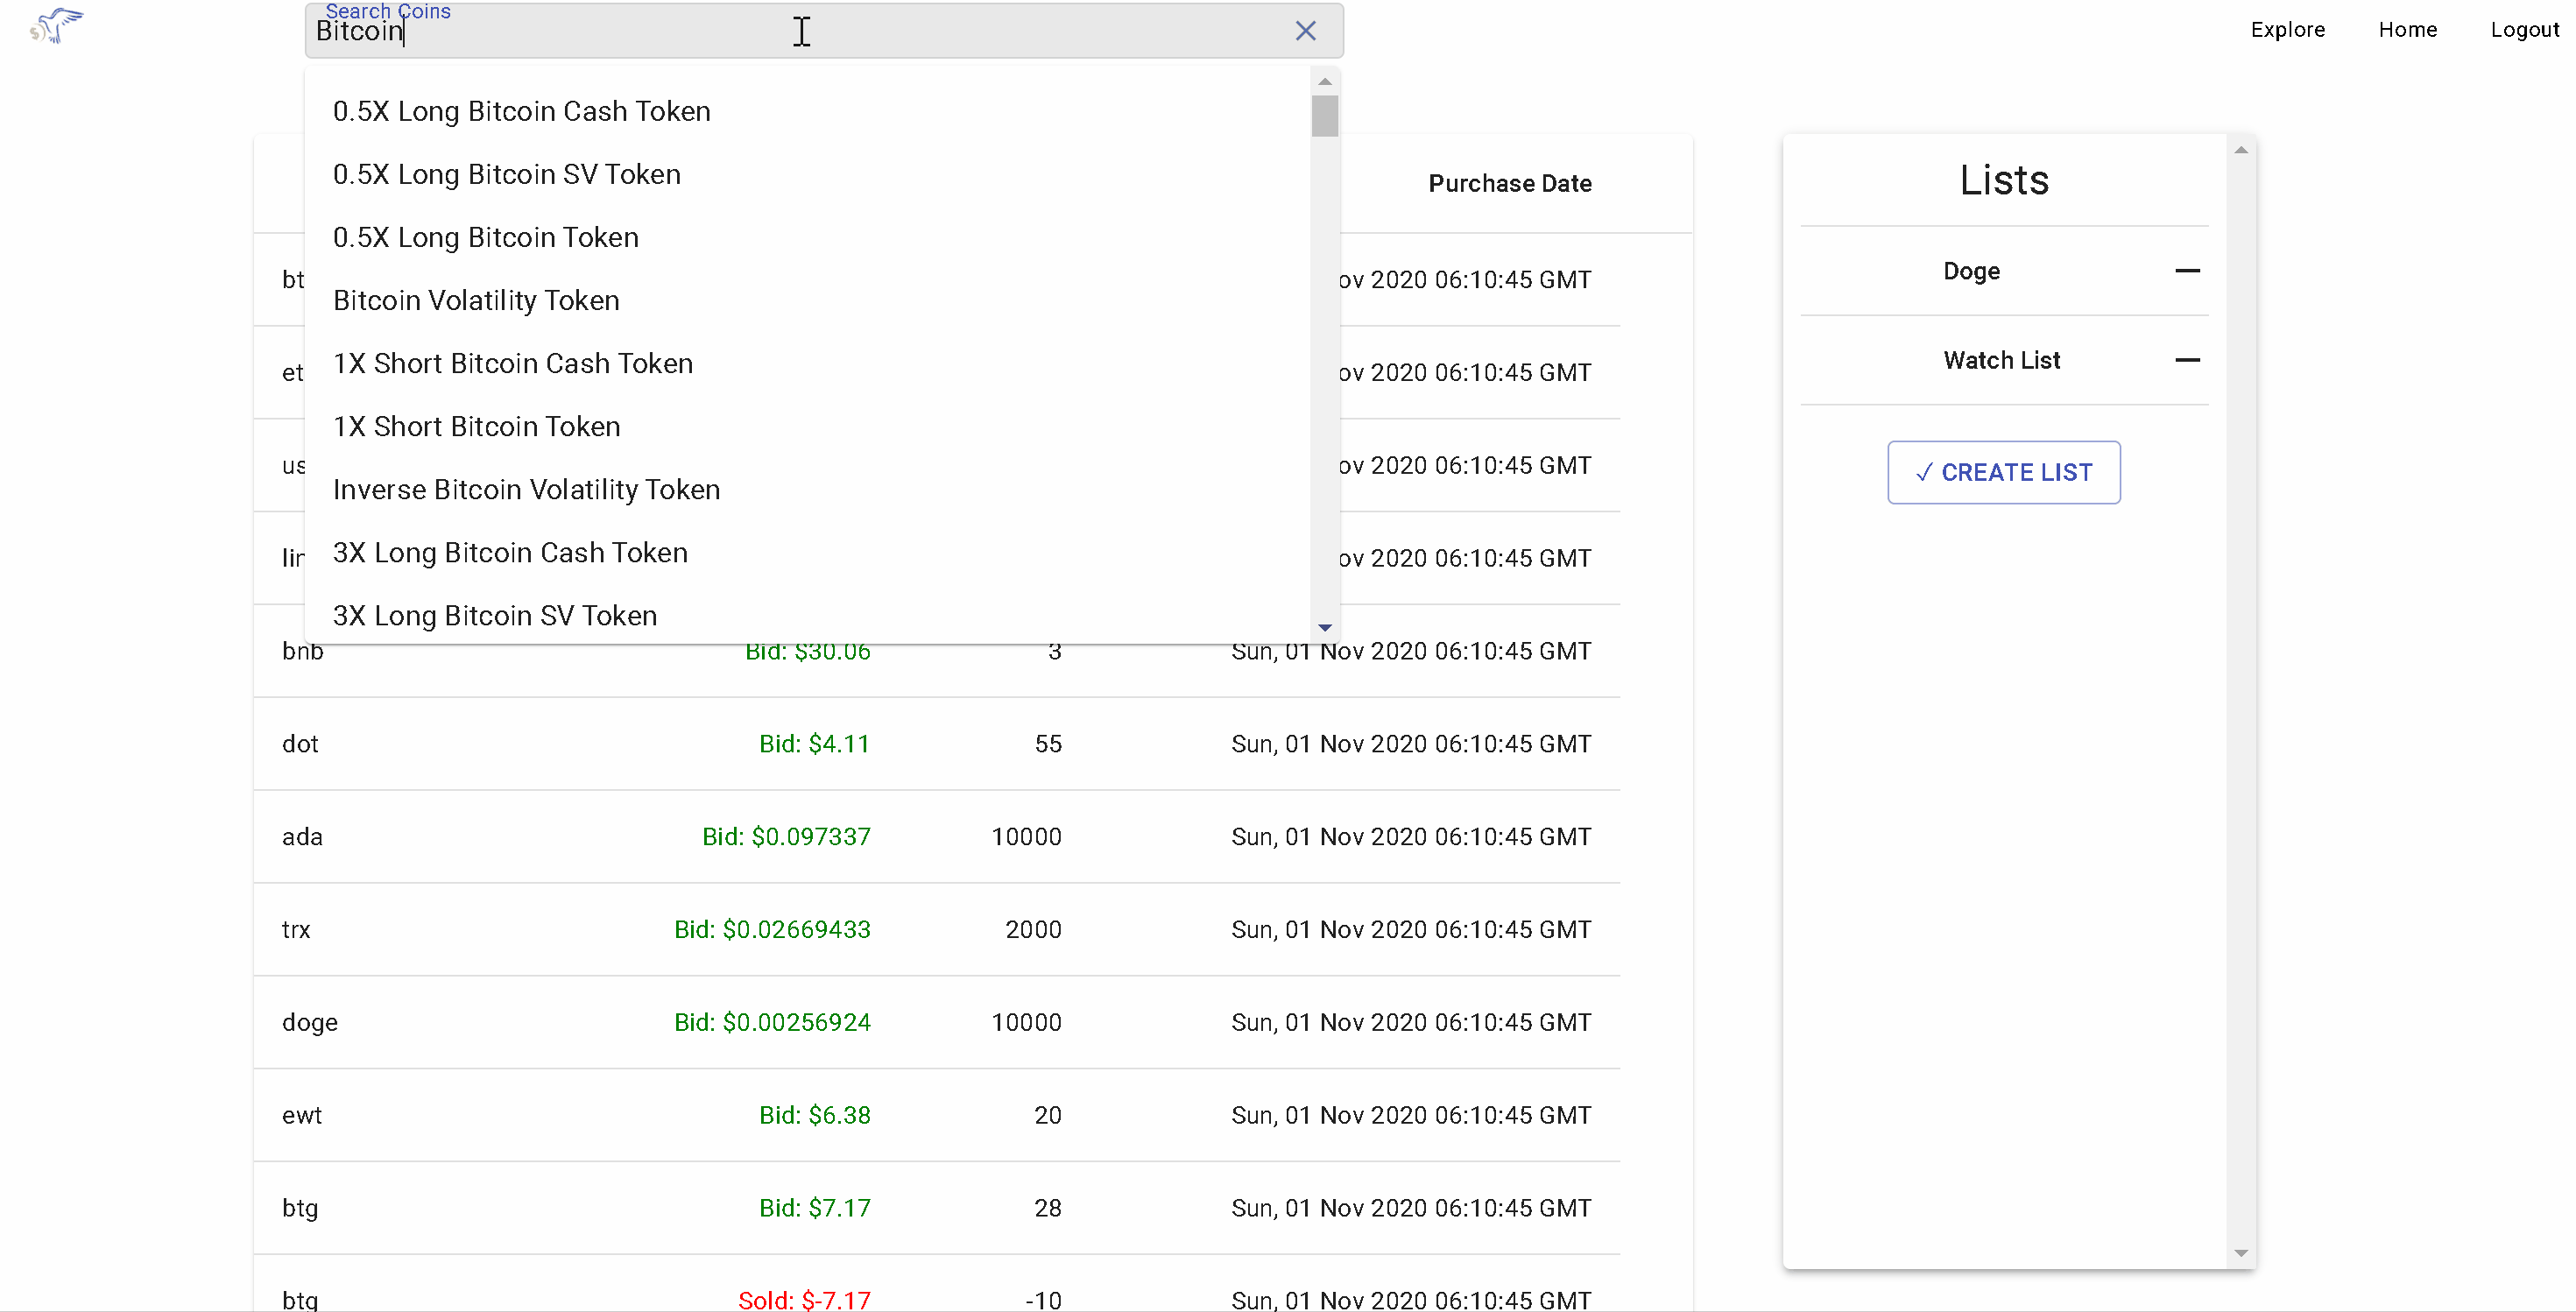 Search Coins
Bitcoin
Explore Home Logout
0.5X Long Bitcoin Cash Token
0.5X Long Bitcoin SV Token
0.5X Long Bitcoin Token
Bitcoin Volatility Token
1X Short Bitcoin Cash Token
1X Short Bitcoin Token
Inverse Bitcoin Volatility Token
3X Long Bitcoin Cash Token
3X Long Bitcoin SV Token
Purchase Date
bt ov 2020 06:10:45 GMT
et ov 2020 06:10:45 GMT
us ov 2020 06:10:45 GMT
lin ov 2020 06:10:45 GMT
bnb Bid: $30.06 3 Sun, 01 Nov 2020 06:10:45 GMT
dot Bid: $4.11 55 Sun, 01 Nov 2020 06:10:45 GMT
ada Bid: $0.097337 10000 Sun, 01 Nov 2020 06:10:45 GMT
trx Bid: $0.02669433 2000 Sun, 01 Nov 2020 06:10:45 GMT
doge Bid: $0.00256924 10000 Sun, 01 Nov 2020 06:10:45 GMT
ewt Bid: $6.38 20 Sun, 01 Nov 2020 06:10:45 GMT
btg Bid: $7.17 28 Sun, 01 Nov 2020 06:10:45 GMT
btg Sold: $-7.17 -10 Sun, 01 Nov 2020 06:10:45 GMT
Lists
Doge
Watch List
✓ CREATE LIST